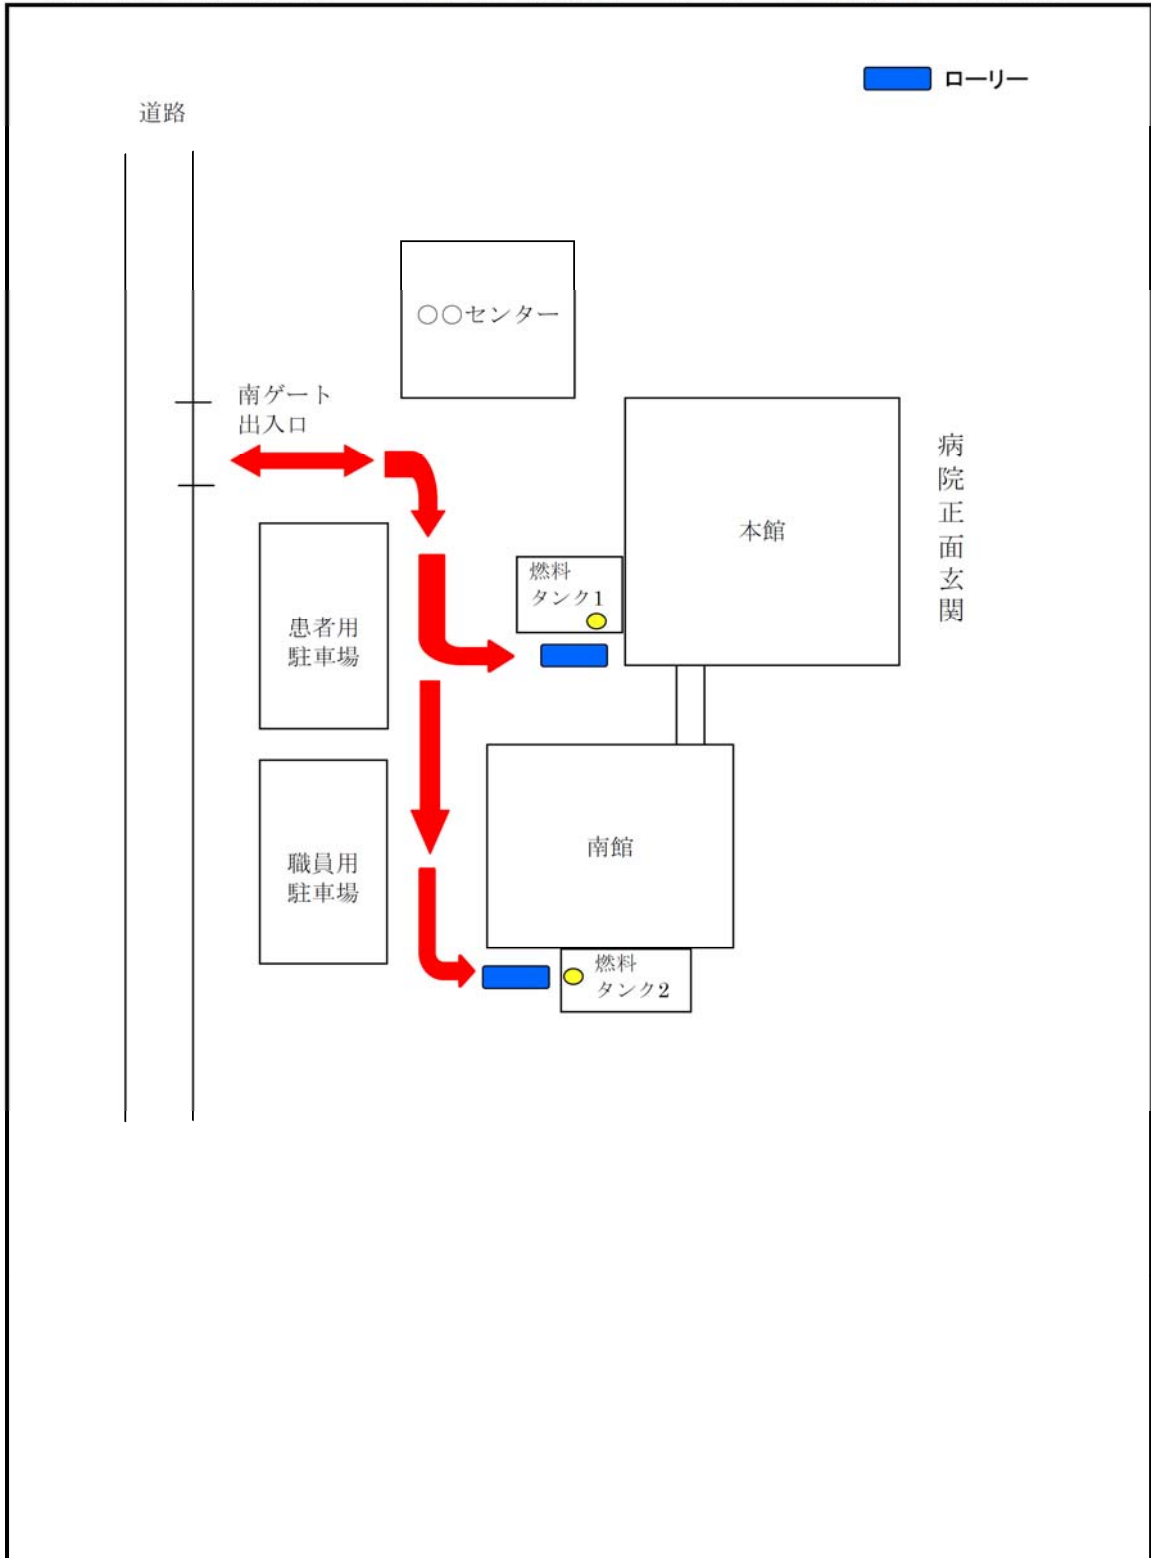 ローリー
道路
〇〇センター
南ゲート
出入口
病院正面玄関
本館
燃料
タンク1
患者用
駐車場
南館
職員用
駐車場
燃料
タンク2